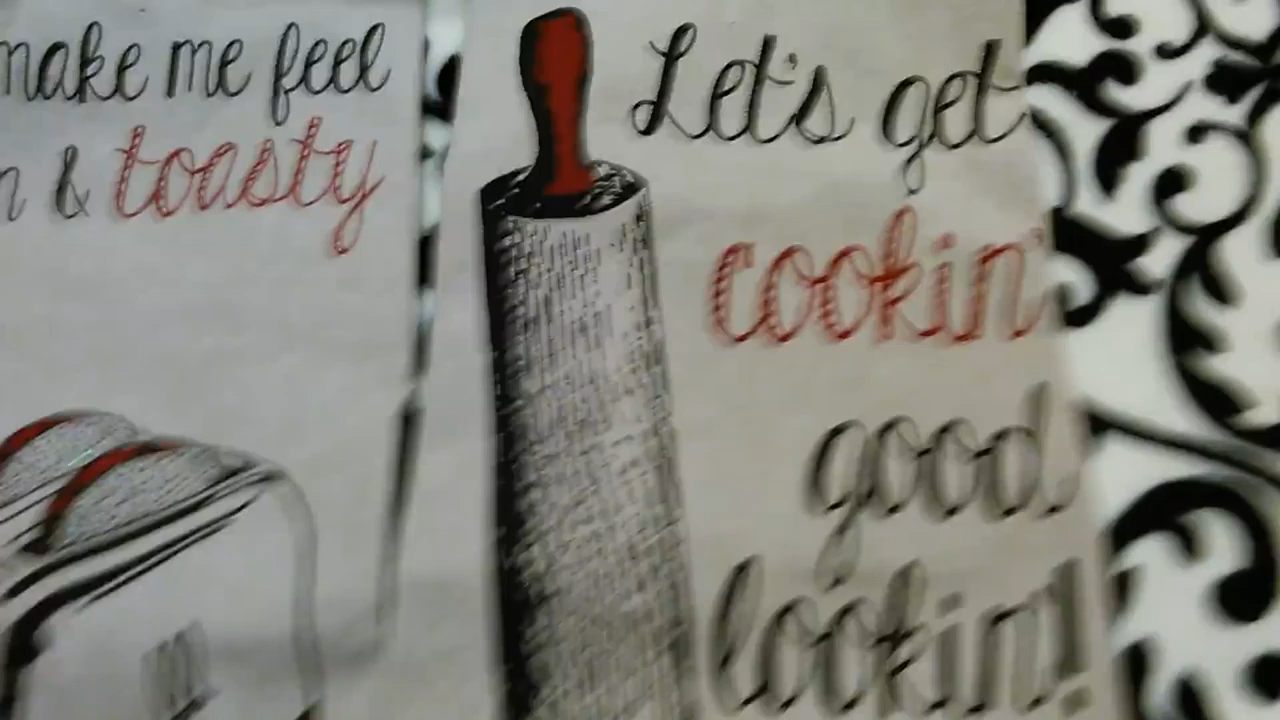 make me feel
& toasty
Let's get
cookin'
good
lookin'!